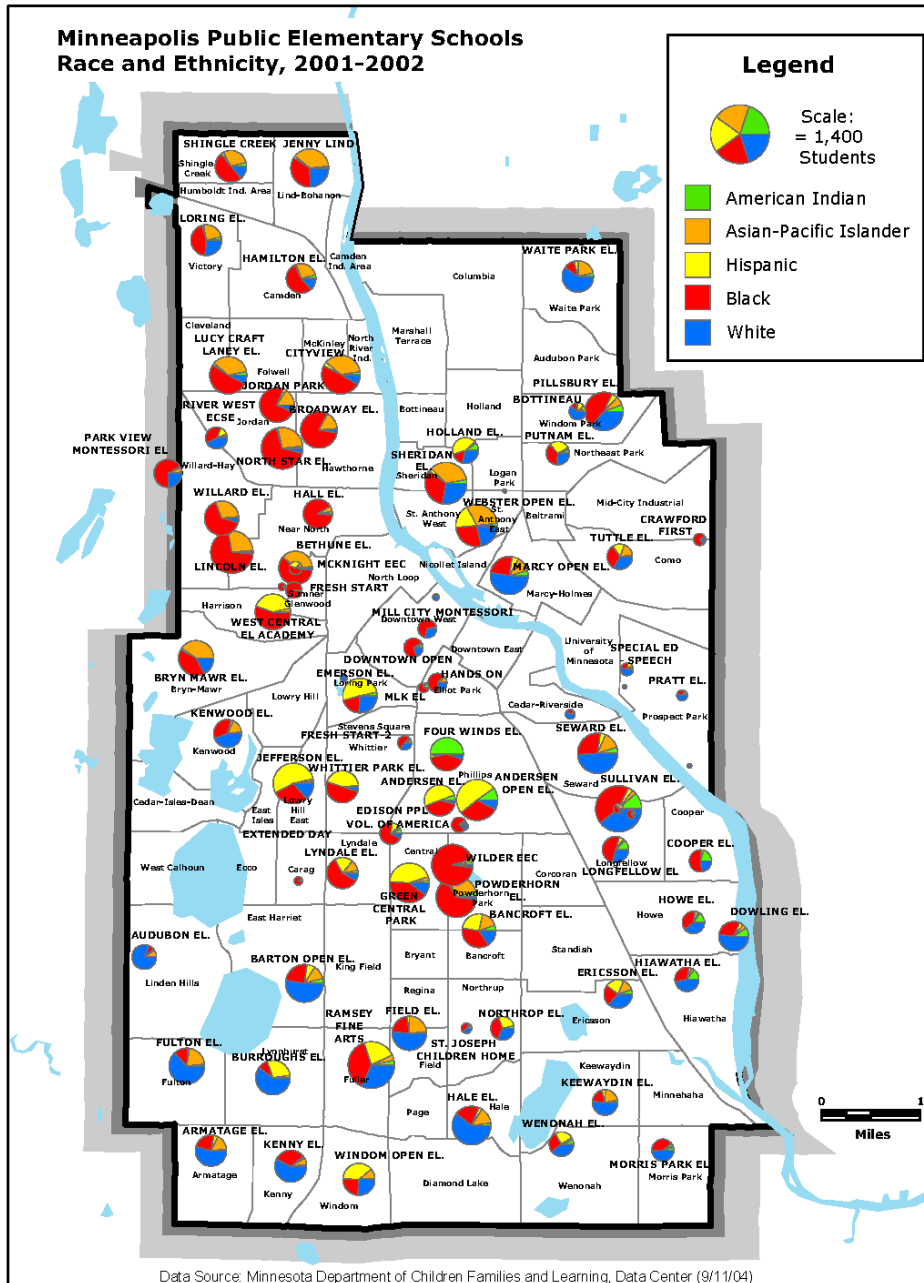 Minneapolis Public Elementary Schools
Race and Ethnicity, 2001-2002
Legend
Scale:
= 1,400
Students
American Indian
Asian-Pacific Islander
Hispanic
Black
White
SHINGLE CREEK
JENNY LIND
Shingle
Creek
Humboldt Ind. Area
Lind-Bohanon
LORING EL.
Victory
HAMILTON EL.
Camden
Ind. Area
Camden
Columbia
WAITE PARK EL.
Waite Park
Cleveland
LUCY CRAFT
LANEY EL.
Folwell
McKinley
CITYVIEW
North
River
Ind.
Marshall
Terrace
Audubon Park
JORDAN PARK
RIVER WEST
ECSE
Jordan
BROADWAY EL.
Bottineau
Holland
PILLSBURY EL.
BOTTINEAU
Windom Park
PARK VIEW
MONTESSORI EL
Willard-Hay
NORTH STAR EL.
Hawthorne
HOLLAND EL.
SHERIDAN
EL.
Sheridan
Logan
Park
PUTNAM EL.
Northeast Park
WILLARD EL.
HALL EL.
Near North
St. Anthony
West
WEBSTER OPEN EL.
St.
Anthony
East
Beltrami
Mid-City Industrial
CRAWFORD
FIRST
TUTTLE EL.
Como
BETHUNE EL.
LINCOLN EL.
MCKNIGHT EEC
North Loop
Nicollet Island
MARCY OPEN EL.
Marcy-Holmes
FRESH START
Sumner
Glenwood
Harrison
WEST CENTRAL
EL ACADEMY
MILL CITY MONTESSORI
Downtown West
DOWNTOWN OPEN
Downtown East
University
of
Minnesota
SPECIAL ED
SPEECH
BRYN MAWR EL.
Bryn-Mawr
Lowry Hill
EMERSON EL.
Loring Park
MLK EL
HANDS ON
Elliot Park
PRATT EL.
Prospect Park
Cedar-Riverside
KENWOOD EL.
Kenwood
Stevens Square
FRESH START-2
Whittier
FOUR WINDS EL.
SEWARD EL.
Seward
JEFFERSON EL.
WHITTIER PARK EL.
Phillips
ANDERSEN EL.
ANDERSEN
OPEN EL.
SULLIVAN EL.
Cedar-Isles-Dean
East
Isles
Lowry
Hill
East
EDISON PPL
VOL. OF AMERICA
Cooper
EXTENDED DAY
Lyndale
LYNDALE EL.
Central
WILDER EEC
Corcoran
Longfellow
LONGFELLOW EL
COOPER EL.
West Calhoun
Ecco
Carag
GREEN
CENTRAL
PARK
Powderhorn
Park
POWDERHORN
EL.
East Harriet
BANCROFT EL.
Bancroft
HOWE EL.
Howe
DOWLING EL.
AUDUBON EL.
Linden Hills
BARTON OPEN EL.
King Field
Bryant
Standish
HIAWATHA EL.
Hiawatha
Regina
Northrup
ERICSSON EL.
Ericsson
RAMSEY
FINE
ARTS
Fuller
FIELD EL.
Field
NORTHROP EL.
ST. JOSEPH
CHILDREN HOME
FULTON EL.
Fulton
Lynnhurst
BURROUGHS EL.
Keewaydin
KEEWAYDIN EL.
Minnehaha
Page
HALE EL.
Hale
WENONAH EL.
Wenonah
ARMATAGE EL.
Armatage
KENNY EL.
Kenny
WINDOM OPEN EL.
Windom
Diamond Lake
MORRIS PARK EL
Morris Park
0
1
Miles
Data Source: Minnesota Department of Children Families and Learning, Data Center (9/11/04)